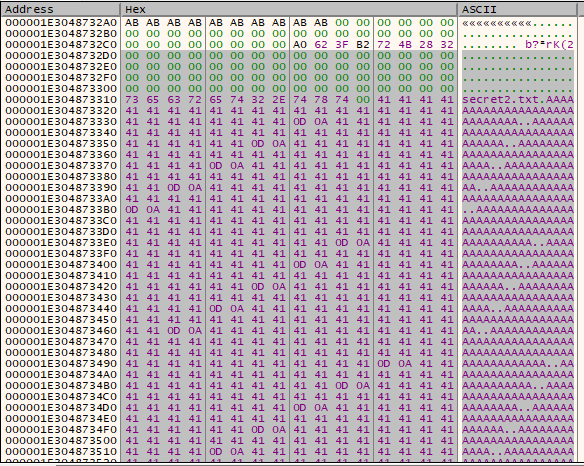 Address Hex ASCII
000001E3048732A0 AB AB AB AB AB AB AB AB AB AB 00 00 00 00 00 00 ««««««««««......
000001E3048732B0 00 00 00 00 00 00 00 00 00 00 00 00 00 00 00 00 ................
000001E3048732C0 00 00 00 00 00 00 00 00 A0 62 3F B2 72 4B 28 32 ........ b?²rK(2
000001E3048732D0 00 00 00 00 00 00 00 00 00 00 00 00 00 00 00 00 ................
000001E3048732E0 00 00 00 00 00 00 00 00 00 00 00 00 00 00 00 00 ................
000001E3048732F0 00 00 00 00 00 00 00 00 00 00 00 00 00 00 00 00 ................
000001E304873300 00 00 00 00 00 00 00 00 00 00 00 00 00 00 00 00 ................
000001E304873310 73 65 63 72 65 74 32 2E 74 78 74 00 41 41 41 41 secret2.txt.AAAA
000001E304873320 41 41 41 41 41 41 41 41 41 41 41 41 41 41 41 41 AAAAAAAAAAAAAAAA
000001E304873330 41 41 41 41 41 41 41 41 0D 0A 41 41 41 41 41 41 AAAAAAAA..AAAAAA
000001E304873340 41 41 41 41 41 41 41 41 41 41 41 41 41 41 41 41 AAAAAAAAAAAAAAAA
000001E304873350 41 41 41 41 41 41 0D 0A 41 41 41 41 41 41 41 41 AAAAAA..AAAAAAAA
000001E304873360 41 41 41 41 41 41 41 41 41 41 41 41 41 41 41 41 AAAAAAAAAAAAAAAA
000001E304873370 41 41 41 41 0D 0A 41 41 41 41 41 41 41 41 41 41 AAAA..AAAAAAAAAA
000001E304873380 41 41 41 41 41 41 41 41 41 41 41 41 41 41 41 41 AAAAAAAAAAAAAAAA
000001E304873390 41 41 0D 0A 41 41 41 41 41 41 41 41 41 41 41 41 AA..AAAAAAAAAAAA
000001E3048733A0 41 41 41 41 41 41 41 41 41 41 41 41 41 41 41 41 AAAAAAAAAAAAAAAA
000001E3048733B0 0D 0A 41 41 41 41 41 41 41 41 41 41 41 41 41 41 ..AAAAAAAAAAAAAA
000001E3048733C0 41 41 41 41 41 41 41 41 41 41 41 41 41 41 41 41 AAAAAAAAAAAAAAAA
000001E3048733D0 41 41 41 41 41 41 41 41 41 41 41 41 41 41 41 41 AAAAAAAAAAAAAAAA
000001E3048733E0 41 41 41 41 41 41 41 41 41 41 0D 0A 41 41 41 41 AAAAAAAAAA..AAAA
000001E3048733F0 41 41 41 41 41 41 41 41 41 41 41 41 41 41 41 41 AAAAAAAAAAAAAAAA
000001E304873400 41 41 41 41 41 41 41 41 0D 0A 41 41 41 41 41 41 AAAAAAAA..AAAAAA
000001E304873410 41 41 41 41 41 41 41 41 41 41 41 41 41 41 41 41 AAAAAAAAAAAAAAAA
000001E304873420 41 41 41 41 41 41 0D 0A 41 41 41 41 41 41 41 41 AAAAAA..AAAAAAAA
000001E304873430 41 41 41 41 41 41 41 41 41 41 41 41 41 41 41 41 AAAAAAAAAAAAAAAA
000001E304873440 41 41 41 41 0D 0A 41 41 41 41 41 41 41 41 41 41 AAAA..AAAAAAAAAA
000001E304873450 41 41 41 41 41 41 41 41 41 41 41 41 41 41 41 41 AAAAAAAAAAAAAAAA
000001E304873460 41 41 0D 0A 41 41 41 41 41 41 41 41 41 41 41 41 AA..AAAAAAAAAAAA
000001E304873470 41 41 41 41 41 41 41 41 41 41 41 41 41 41 41 41 AAAAAAAAAAAAAAAA
000001E304873480 41 41 41 41 41 41 41 41 41 41 41 41 41 41 41 41 AAAAAAAAAAAAAAAA
000001E304873490 41 41 41 41 41 41 41 41 41 41 41 41 0D 0A 41 41 AAAAAAAAAAAA..AA
000001E3048734A0 41 41 41 41 41 41 41 41 41 41 41 41 41 41 41 41 AAAAAAAAAAAAAAAA
000001E3048734B0 41 41 41 41 41 41 41 41 41 41 0D 0A 41 41 41 41 AAAAAAAAAA..AAAA
000001E3048734C0 41 41 41 41 41 41 41 41 41 41 41 41 41 41 41 41 AAAAAAAAAAAAAAAA
000001E3048734D0 41 41 41 41 41 41 41 41 0D 0A 41 41 41 41 41 41 AAAAAAAA..AAAAAA
000001E3048734E0 41 41 41 41 41 41 41 41 41 41 41 41 41 41 41 41 AAAAAAAAAAAAAAAA
000001E3048734F0 41 41 41 41 41 41 0D 0A 41 41 41 41 41 41 41 41 AAAAAA..AAAAAAAA
000001E304873500 41 41 41 41 41 41 41 41 41 41 41 41 41 41 41 41 AAAAAAAAAAAAAAAA
000001E304873510 41 41 41 41 0D 0A 41 41 41 41 41 41 41 41 41 41 AAAA..AAAAAAAAAA